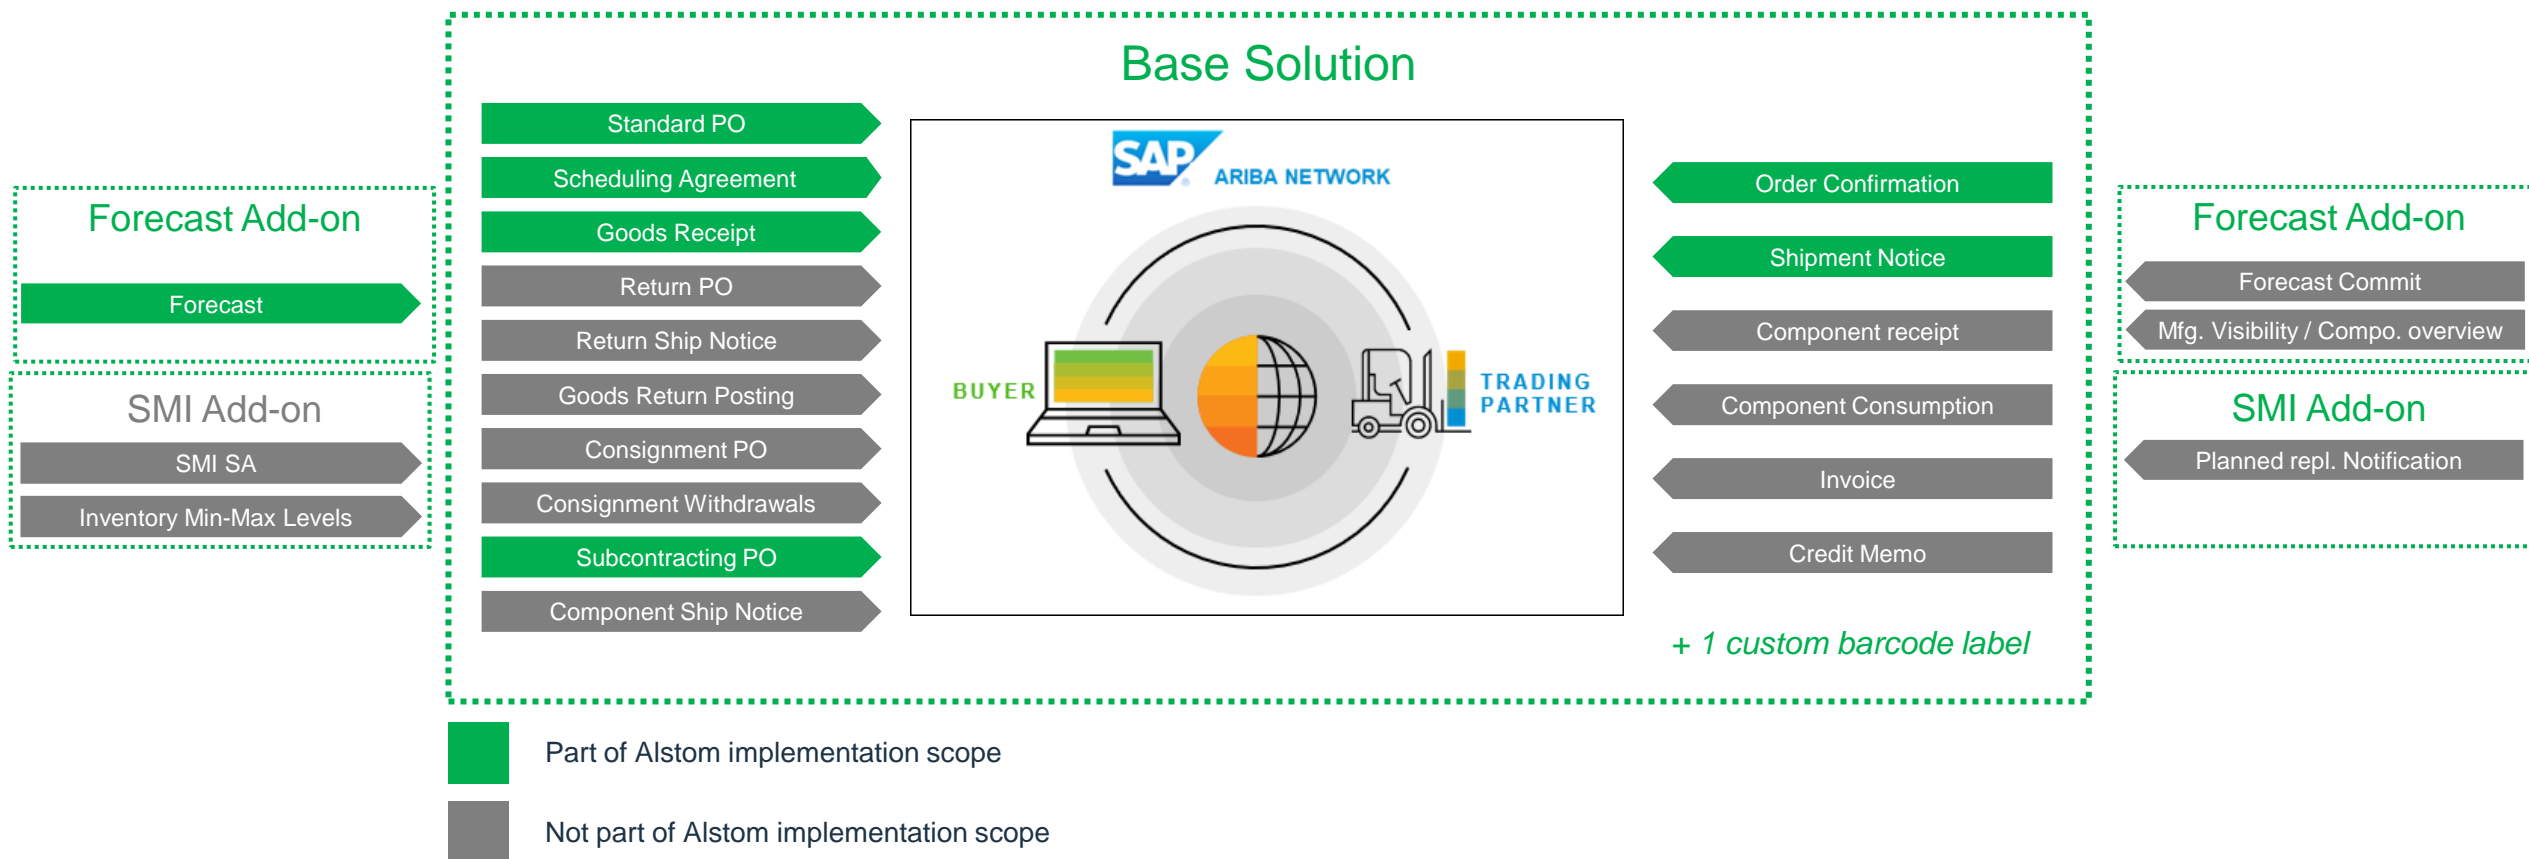 Base Solution
Forecast Add-on
Forecast
SMI Add-on
SMI SA
Inventory Min-Max Levels
Standard PO
Scheduling Agreement
Goods Receipt
Return PO
Return Ship Notice
Goods Return Posting
Consignment PO
Consignment Withdrawals
Subcontracting PO
Component Ship Notice
SAP
ARIBA NETWORK
BUYER
TRADING
PARTNER
Order Confirmation
Shipment Notice
Component receipt
Component Consumption
Invoice
Credit Memo
+ 1 custom barcode label
Forecast Add-on
Forecast Commit
Mfg. Visibility / Compo. overview
SMI Add-on
Planned repl. Notification
Part of Alstom implementation scope
Not part of Alstom implementation scope